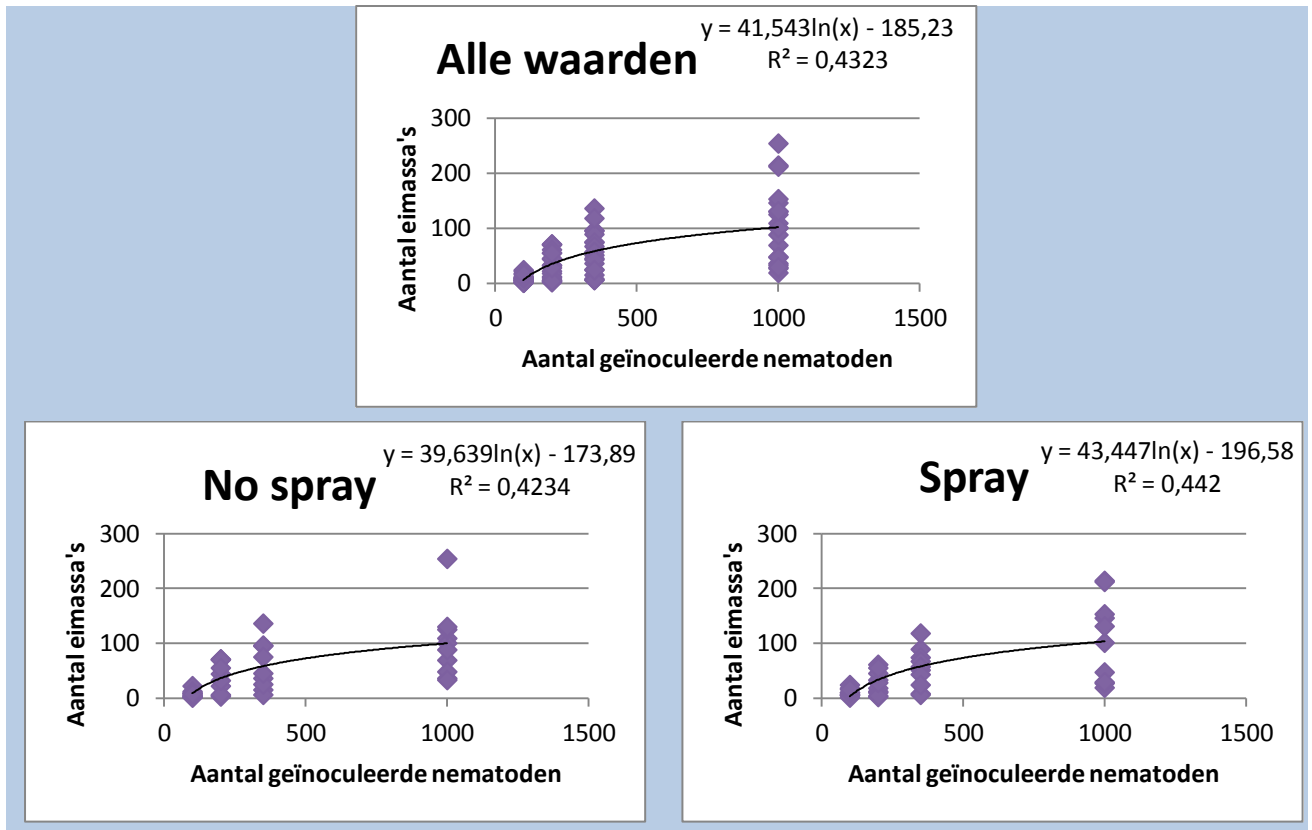 y = 41,543ln(x) - 185,23
R² = 0,4323
Alle waarden
300
200
100
0
0 500 1000 1500
Aantal eimassa's
Aantal geïnoculeerde nematoden
y = 39,639ln(x) - 173,89
R² = 0,4234
No spray
300
200
100
0
0 500 1000 1500
Aantal eimassa's
Aantal geïnoculeerde nematoden
y = 43,447ln(x) - 196,58
R² = 0,442
Spray
300
200
100
0
0 500 1000 1500
Aantal eimassa's
Aantal geïnoculeerde nematoden